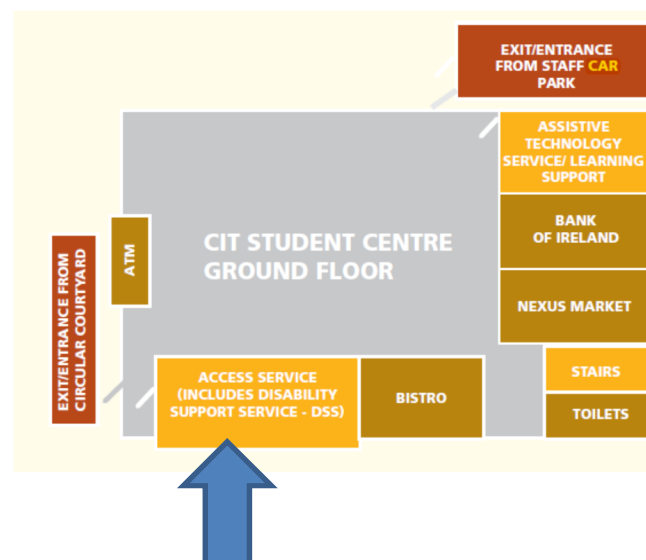 EXIT/ENTRANCE
FROM STAFF CAR
PARK
ASSISTIVE
TECHNOLOGY
SERVICE/ LEARNING
SUPPORT
BANK
OF IRELAND
NEXUS MARKET
STAIRS
TOILETS
CIT STUDENT CENTRE
GROUND FLOOR
ATM
EXIT/ENTRANCE FROM
CIRCULAR COURTYARD
ACCESS SERVICE
(INCLUDES DISABILITY
SUPPORT SERVICE - DSS)
BISTRO